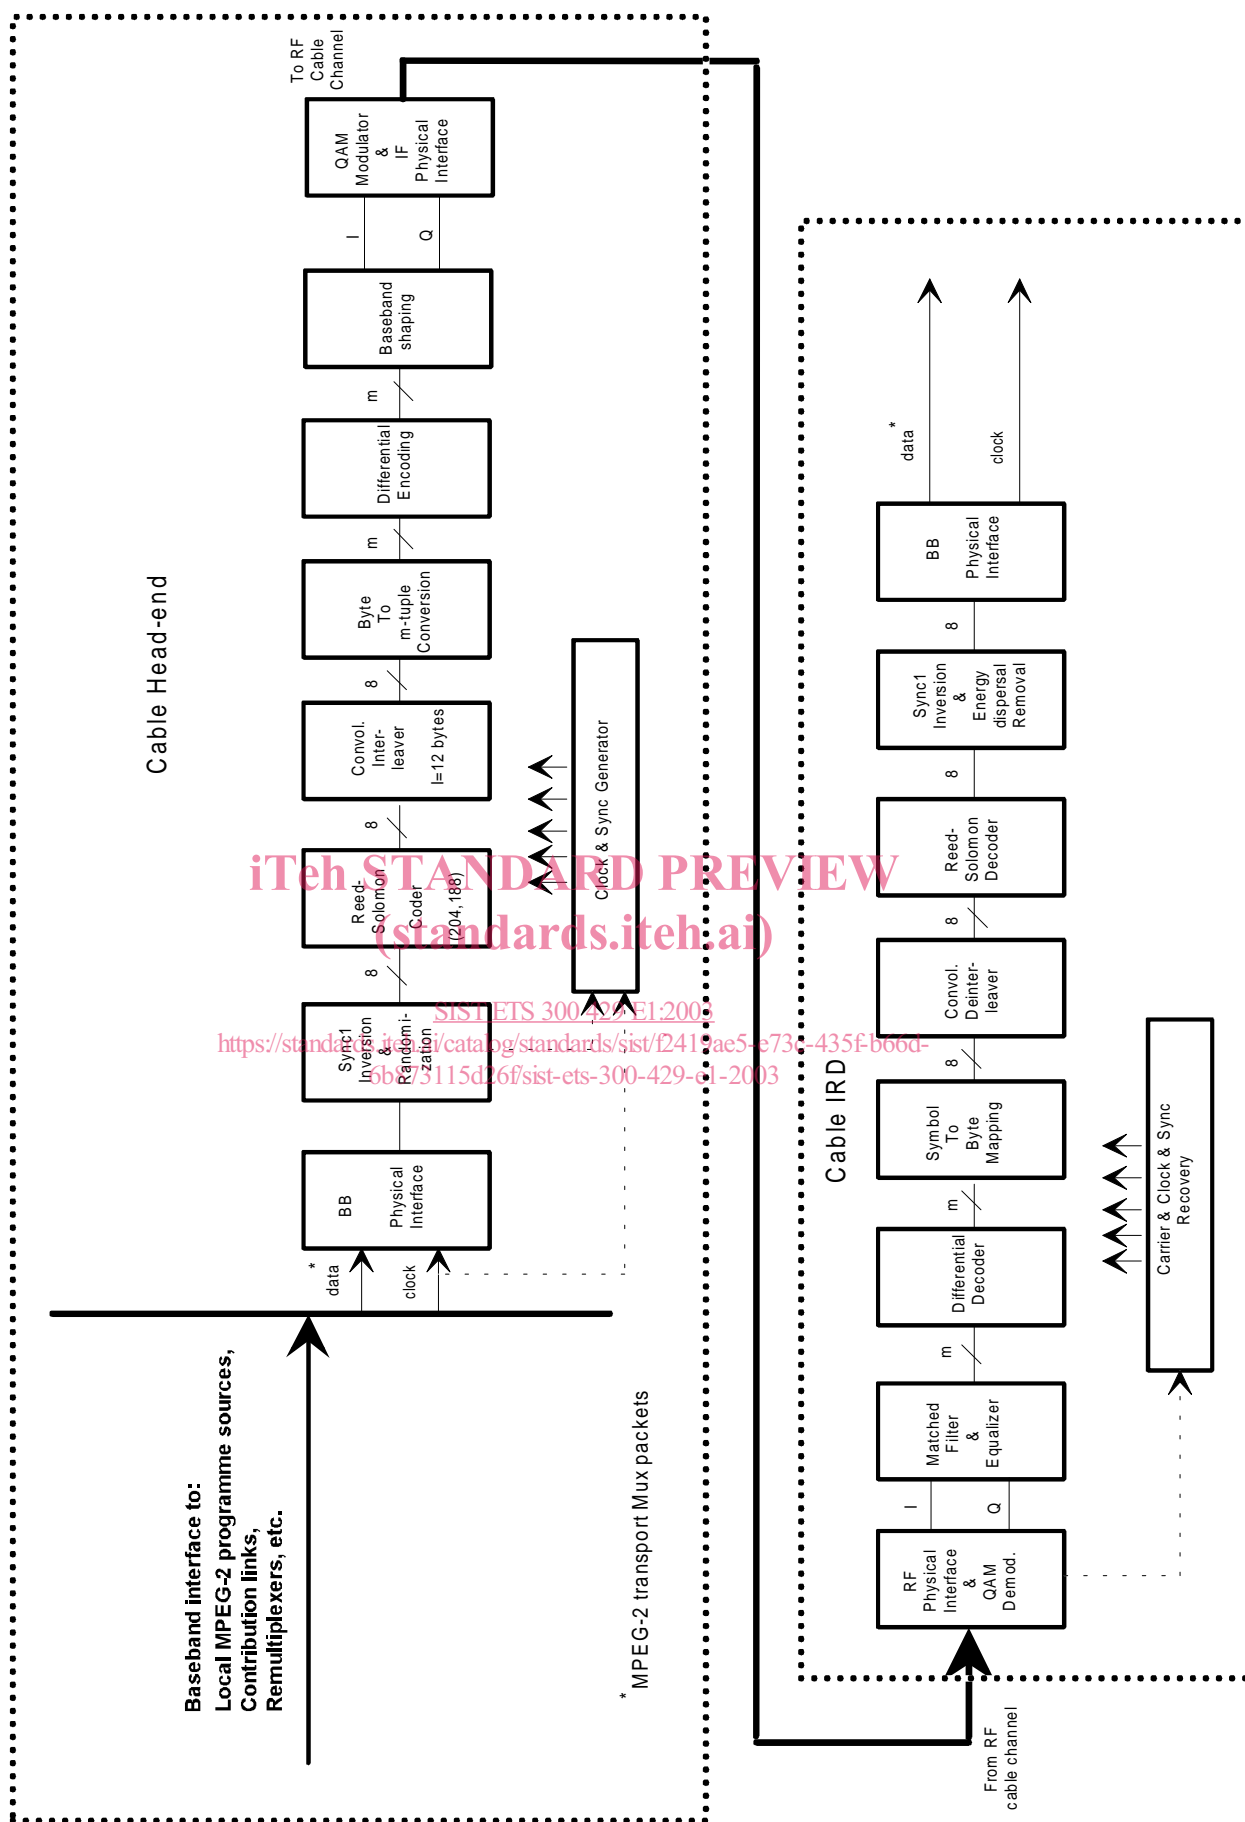 Cable Head-end
Baseband interface to:
Local MPEG-2 programme sources,
Contribution links,
Remultiplexers, etc.
data *
clock
BB
Physical
Interface
Sync1
Inversion
&
Randomi-
zation
8
Reed-
Solomon
Coder
(204,188)
8
Convol.
Inter-
leaver
I=12 bytes
8
Byte
To
m-tuple
Conversion
m
Differential
Encoding
m
Baseband
shaping
I
Q
QAM
Modulator
&
IF
Physical
Interface
To RF
Cable
Channel
Clock & Sync Generator
* MPEG-2 transport Mux packets
Cable IRD
From RF
cable channel
RF
Physical
Interface
&
QAM
Demod.
I
Q
Matched
Filter
&
Equalizer
m
Differential
Decoder
m
Symbol
To
Byte
Mapping
8
Convol.
Deinter-
leaver
8
Reed-
Solomon
Decoder
8
Sync1
Inversion
&
Energy
dispersal
Removal
8
BB
Physical
Interface
data *
clock
Carrier & Clock & Sync
Recovery
iTeh STANDARD PREVIEW
(standards.iteh.ai)
SIST ETS 300 429 E1:2003
https://standards.iteh.ai/catalog/standards/sist/f2419ae5-e73c-435f-b66d-
6b873115d26f/sist-ets-300-429-e1-2003